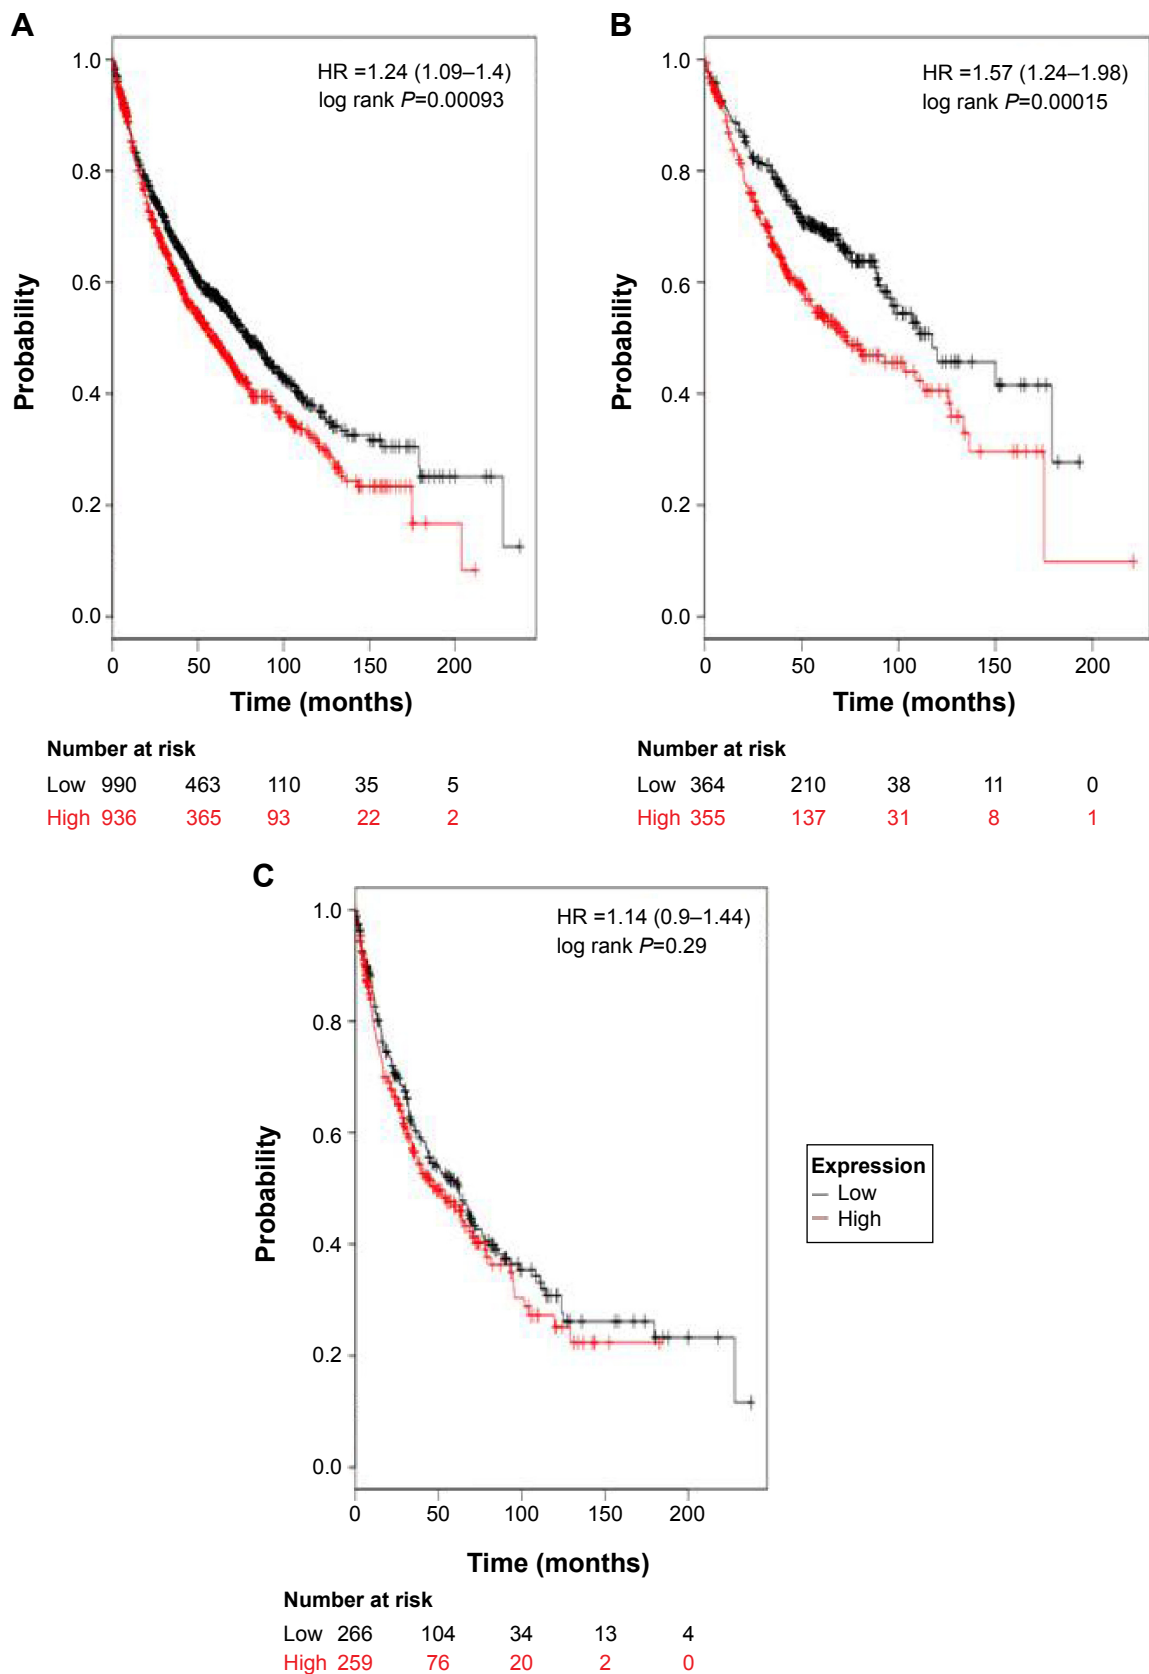 A
HR =1.24 (1.09–1.4)
log rank P=0.00093
1.0
0.8
0.6
0.4
0.2
0.0
Probability
0 50 100 150 200
Time (months)
Number at risk
Low 990 463 110 35 5
High 936 365 93 22 2
B
HR =1.57 (1.24–1.98)
log rank P=0.00015
1.0
0.8
0.6
0.4
0.2
0.0
Probability
0 50 100 150 200
Time (months)
Number at risk
Low 364 210 38 11 0
High 355 137 31 8 1
C
HR =1.14 (0.9–1.44)
log rank P=0.29
1.0
0.8
0.6
0.4
0.2
0.0
Probability
0 50 100 150 200
Time (months)
Number at risk
Low 266 104 34 13 4
High 259 76 20 2 0
Expression
Low
High